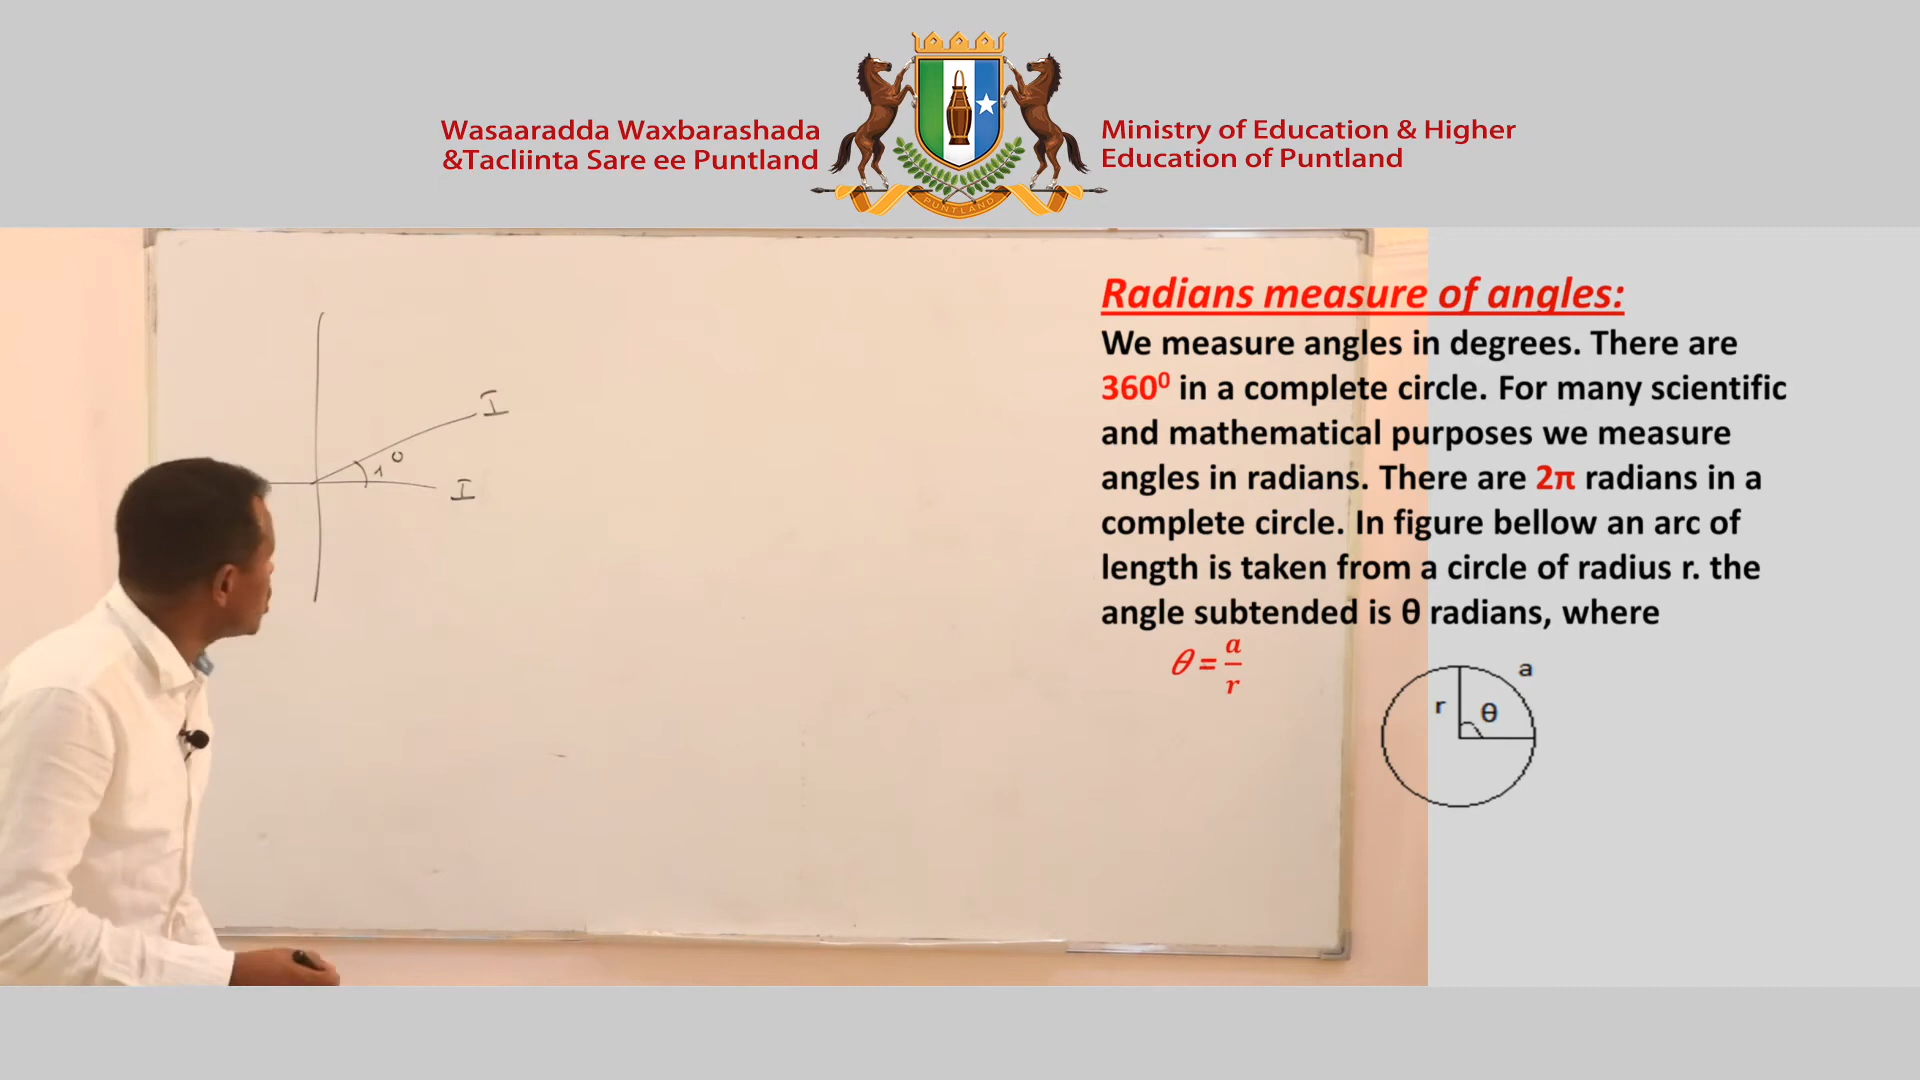 Wasaaradda Waxbarashada
&Tacliinta Sare ee Puntland
PUNTLAND
Ministry of Education & Higher
Education of Puntland
I
1⁰
I
Radians measure of angles:
We measure angles in degrees. There are
360⁰ in a complete circle. For many scientific
and mathematical purposes we measure
angles in radians. There are 2π radians in a
complete circle. In figure bellow an arc of
length is taken from a circle of radius r. the
angle subtended is θ radians, where
θ = a/r
a
r θ